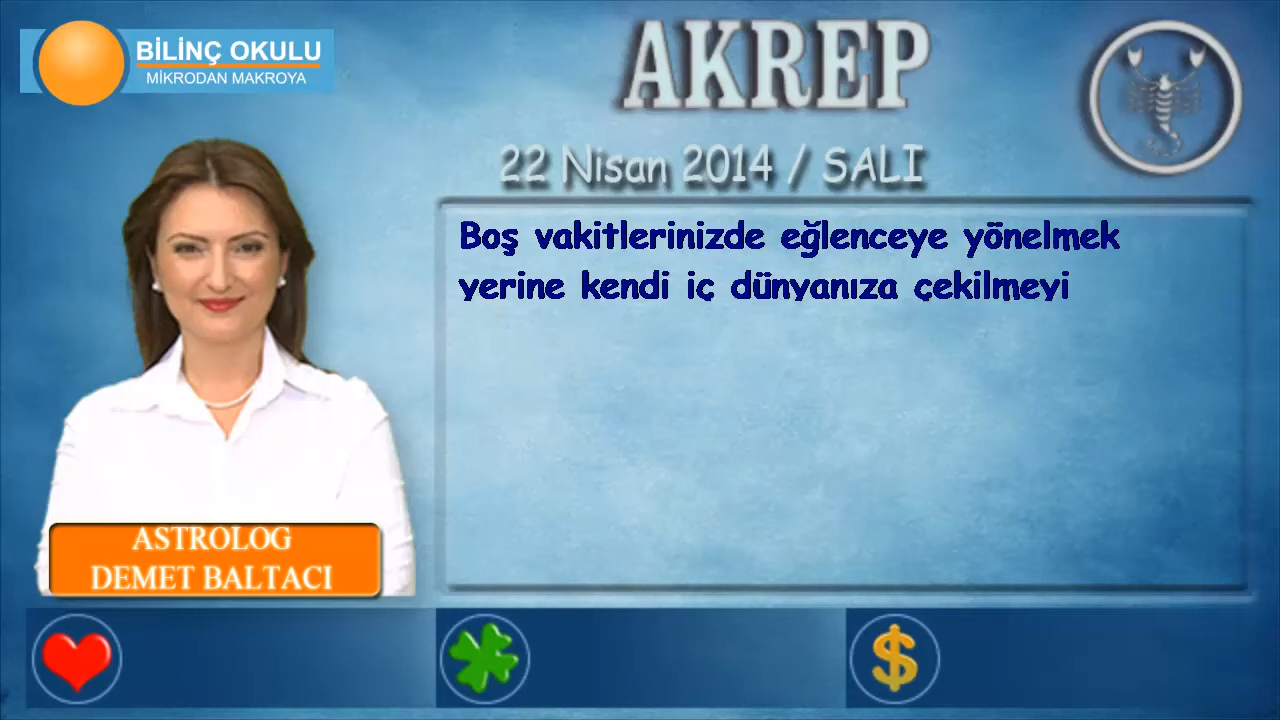 BİLİNÇ OKULU
MİKRODAN MAKROYA
AKREP
22 Nisan 2014 / SALI
Boş vakitlerinizde eğlenceye yönelmek
yerine kendi iç dünyanıza çekilmeyi
ASTROLOG
DEMET BALTACI